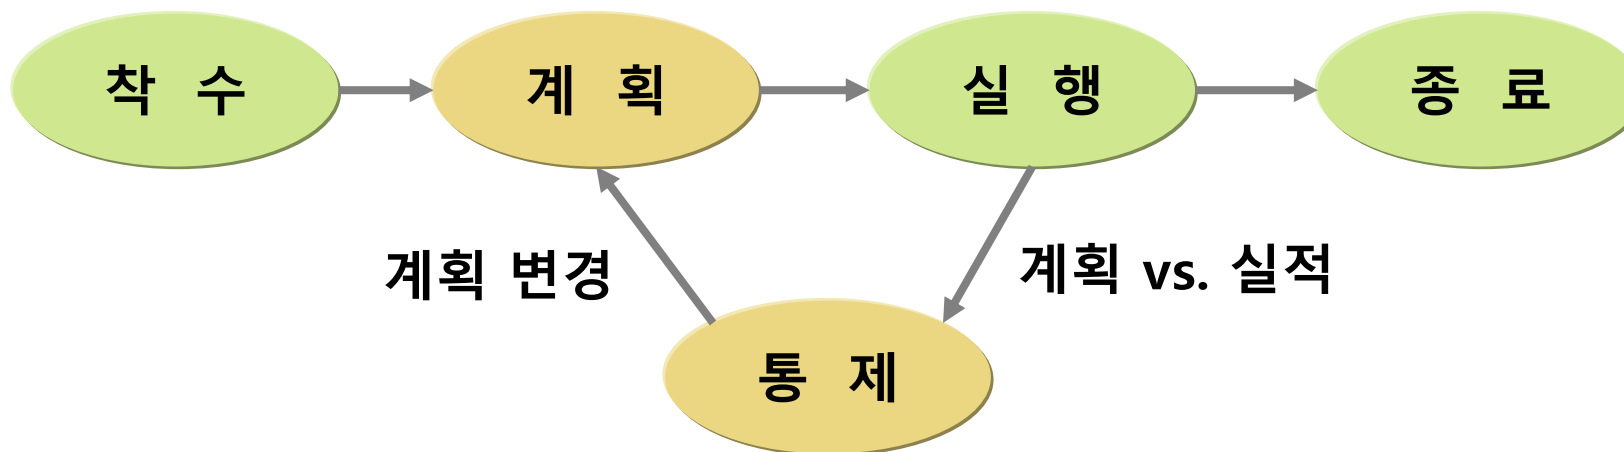 착 수
계 획
실 행
종 료
계획 변경
계획 vs. 실적
통 제